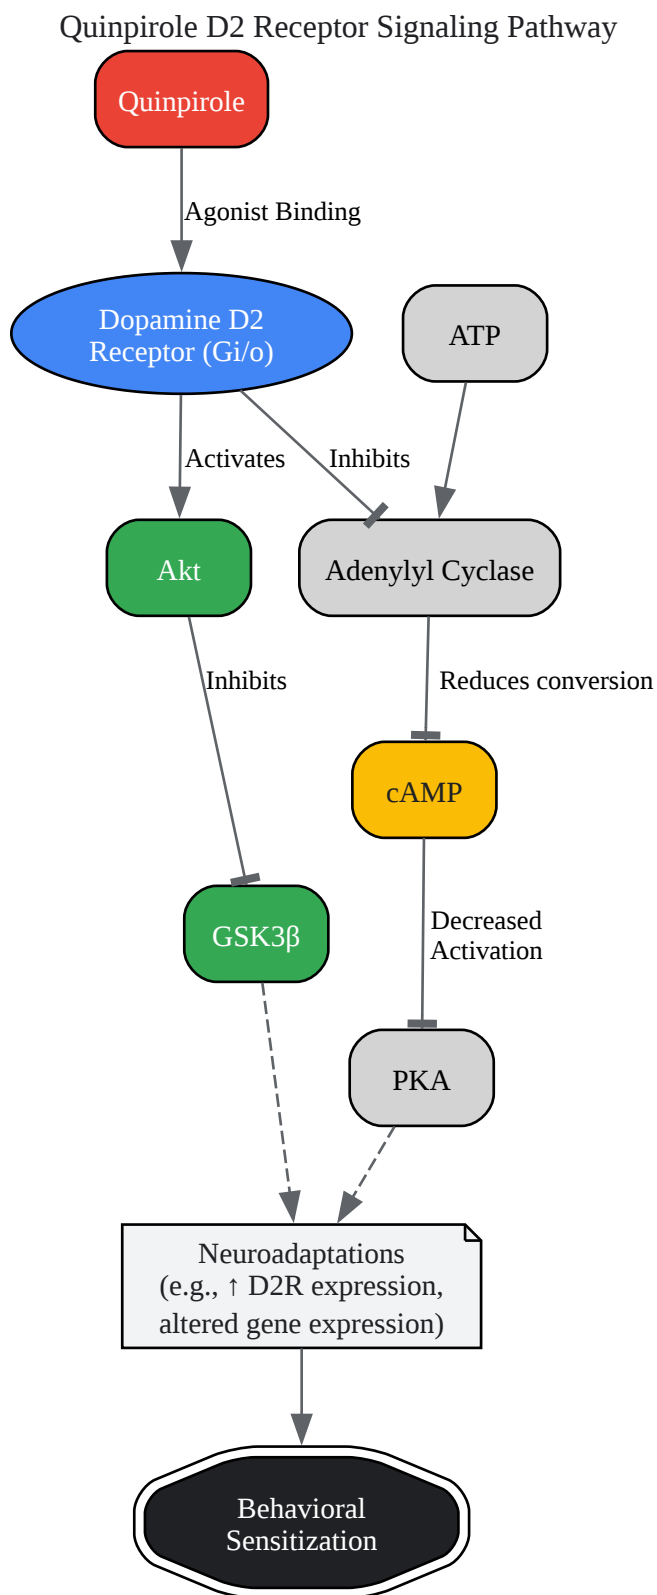 Quinpirole D2 Receptor Signaling Pathway
Quinpirole
Agonist Binding
Dopamine D2
Receptor (Gi/o)
ATP
Activates
Inhibits
Akt
Adenylyl Cyclase
Inhibits
Reduces conversion
cAMP
Decreased
Activation
GSK3β
PKA
Neuroadaptations
(e.g., ↑ D2R expression,
altered gene expression)
Behavioral
Sensitization